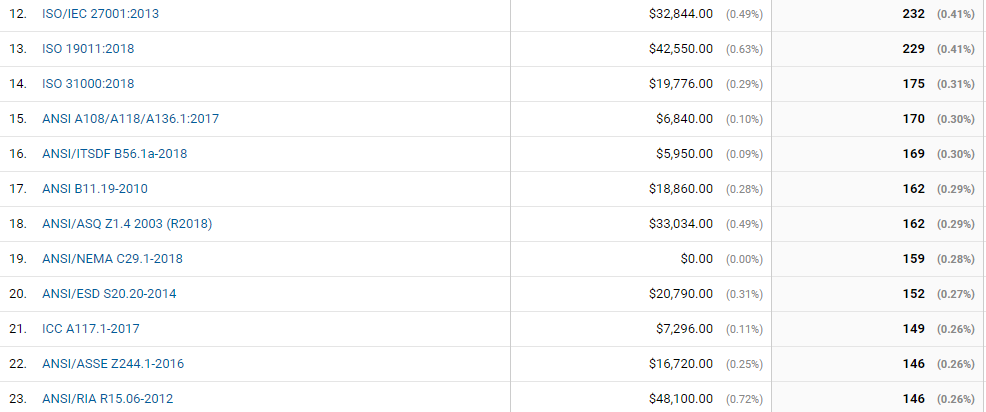 12. ISO/IEC 27001:2013 $32,844.00 (0.49%) 232 (0.41%)
13. ISO 19011:2018 $42,550.00 (0.63%) 229 (0.41%)
14. ISO 31000:2018 $19,776.00 (0.29%) 175 (0.31%)
15. ANSI A108/A118/A136.1:2017 $6,840.00 (0.10%) 170 (0.30%)
16. ANSI/ITSDF B56.1a-2018 $5,950.00 (0.09%) 169 (0.30%)
17. ANSI B11.19-2010 $18,860.00 (0.28%) 162 (0.29%)
18. ANSI/ASQ Z1.4 2003 (R2018) $33,034.00 (0.49%) 162 (0.29%)
19. ANSI/NEMA C29.1-2018 $0.00 (0.00%) 159 (0.28%)
20. ANSI/ESD S20.20-2014 $20,790.00 (0.31%) 152 (0.27%)
21. ICC A117.1-2017 $7,296.00 (0.11%) 149 (0.26%)
22. ANSI/ASSE Z244.1-2016 $16,720.00 (0.25%) 146 (0.26%)
23. ANSI/RIA R15.06-2012 $48,100.00 (0.72%) 146 (0.26%)